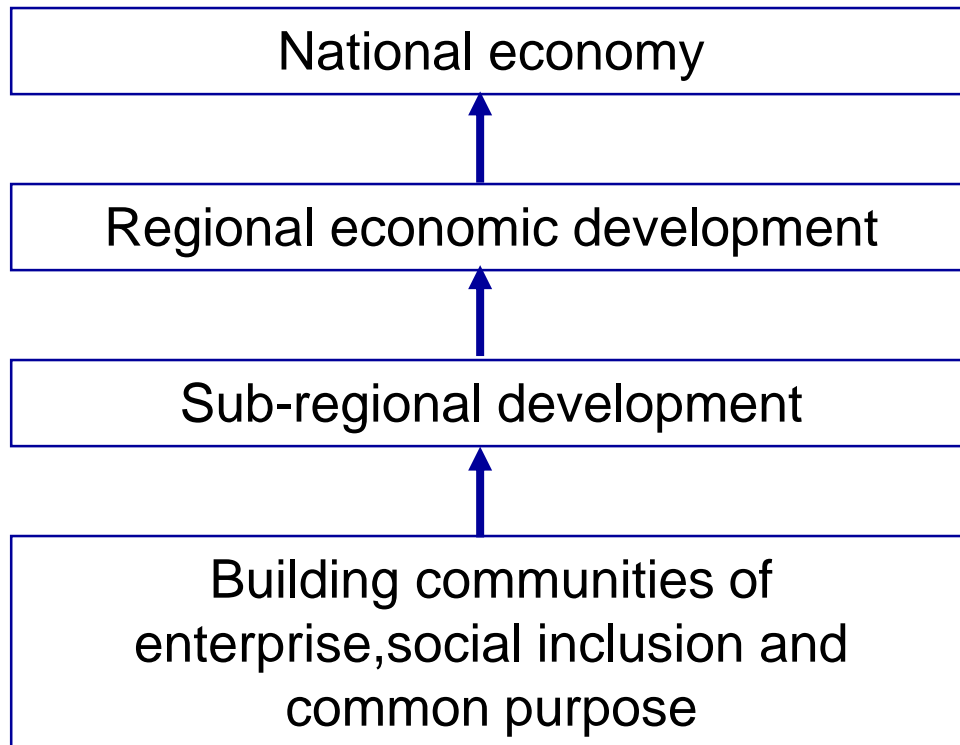 National economy
Regional economic development
Sub-regional development
Building communities of
enterprise,social inclusion and
common purpose